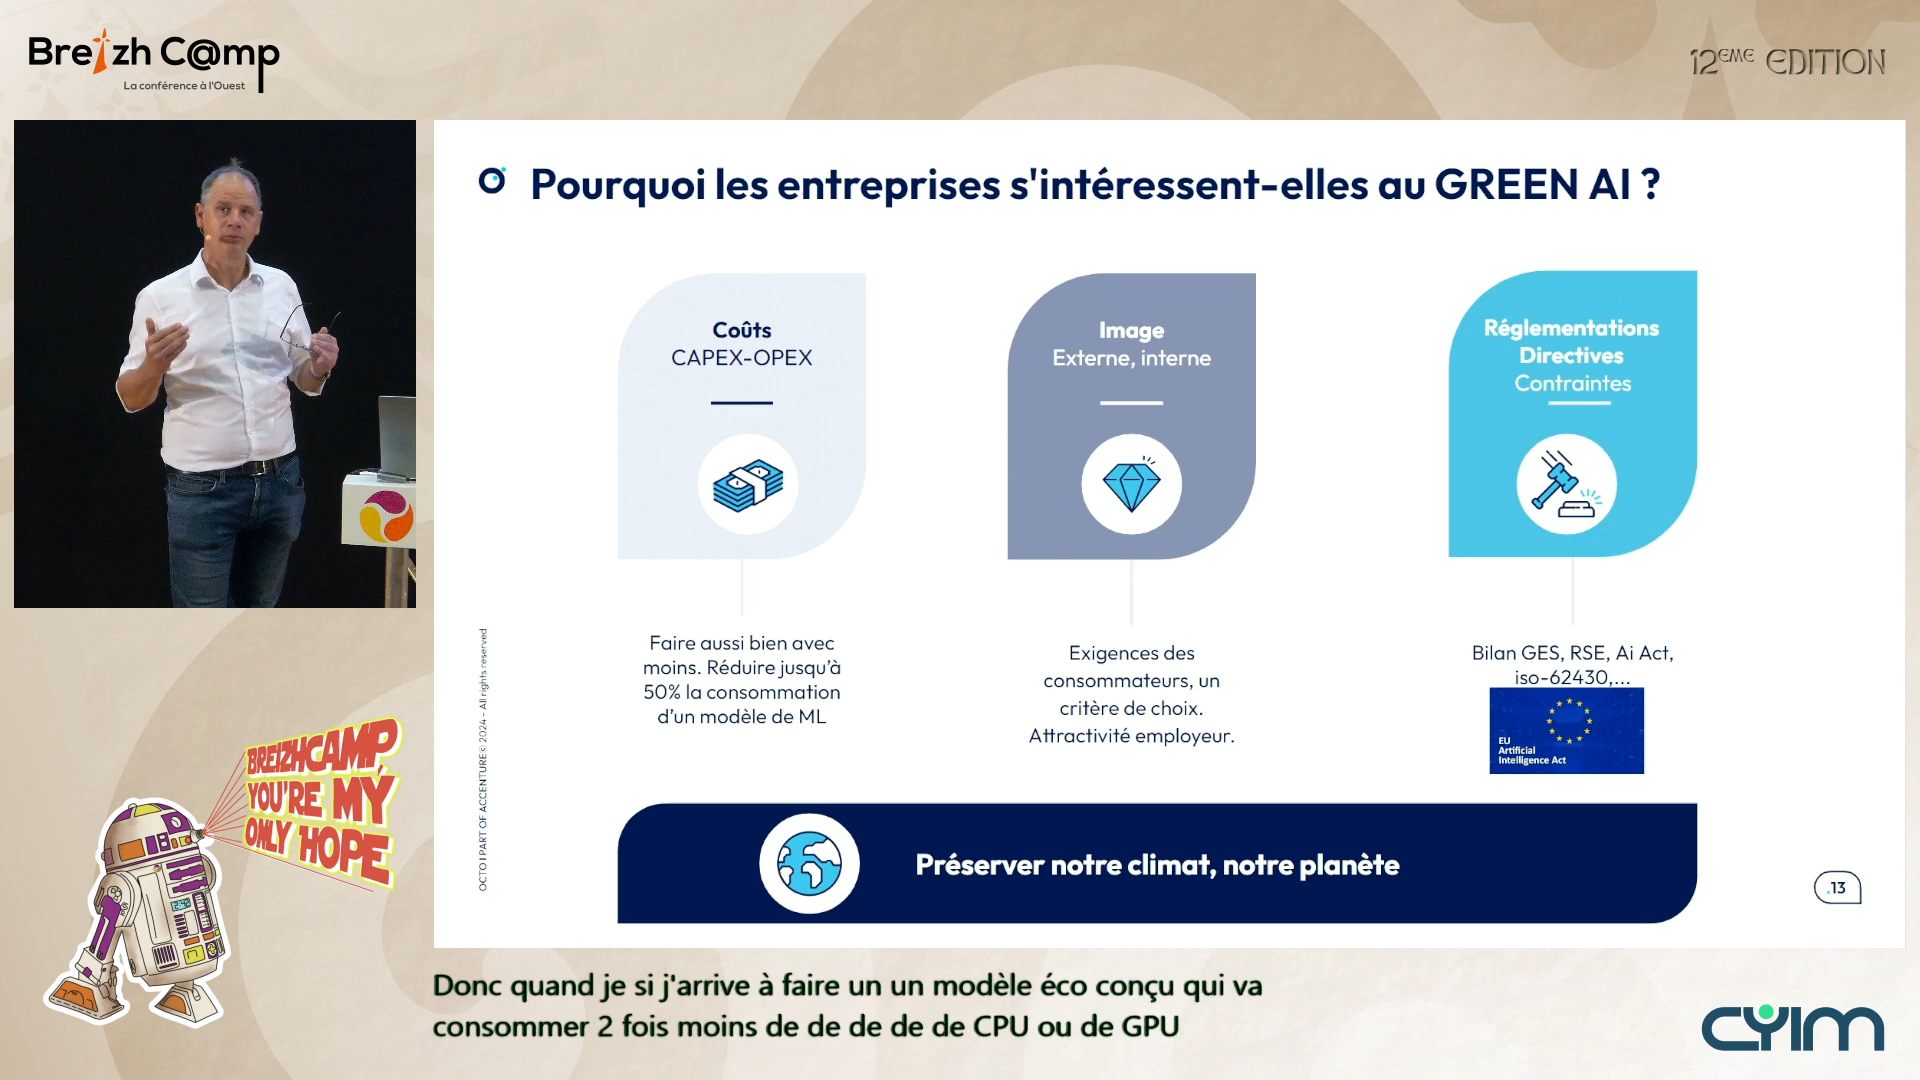 Breizh C@mp
La conférence à l'Ouest
12EME EDITION
Pourquoi les entreprises s'intéressent-elles au GREEN AI ?
Coûts
CAPEX-OPEX
Image
Externe, interne
Réglementations
Directives
Contraintes
Faire aussi bien avec
moins. Réduire jusqu'à
50% la consommation
d'un modèle de ML
Exigences des
consommateurs, un
critère de choix.
Attractivité employeur.
Bilan GES, RSE, Ai Act,
iso-62430,...
EU
Artificial
Intelligence Act
Préserver notre climat, notre planète
.13
OCTO I PART OF ACCENTURE © 2024 - All rights reserved
BREIZHCAMP,
YOU'RE MY
ONLY HOPE
Donc quand je si j'arrive à faire un un modèle éco conçu qui va
consommer 2 fois moins de de de de de CPU ou de GPU
CYIM